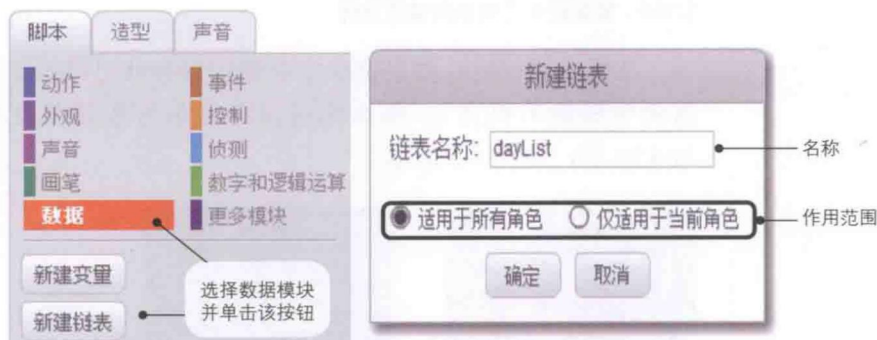 脚本 造型 声音
动作 事件
外观 控制
声音 侦测
画笔 数字和逻辑运算
数据 更多模块
新建变量
新建链表
选择数据模块
并单击该按钮
新建链表
链表名称: dayList
名称
适用于所有角色 仅适用于当前角色
作用范围
确定 取消